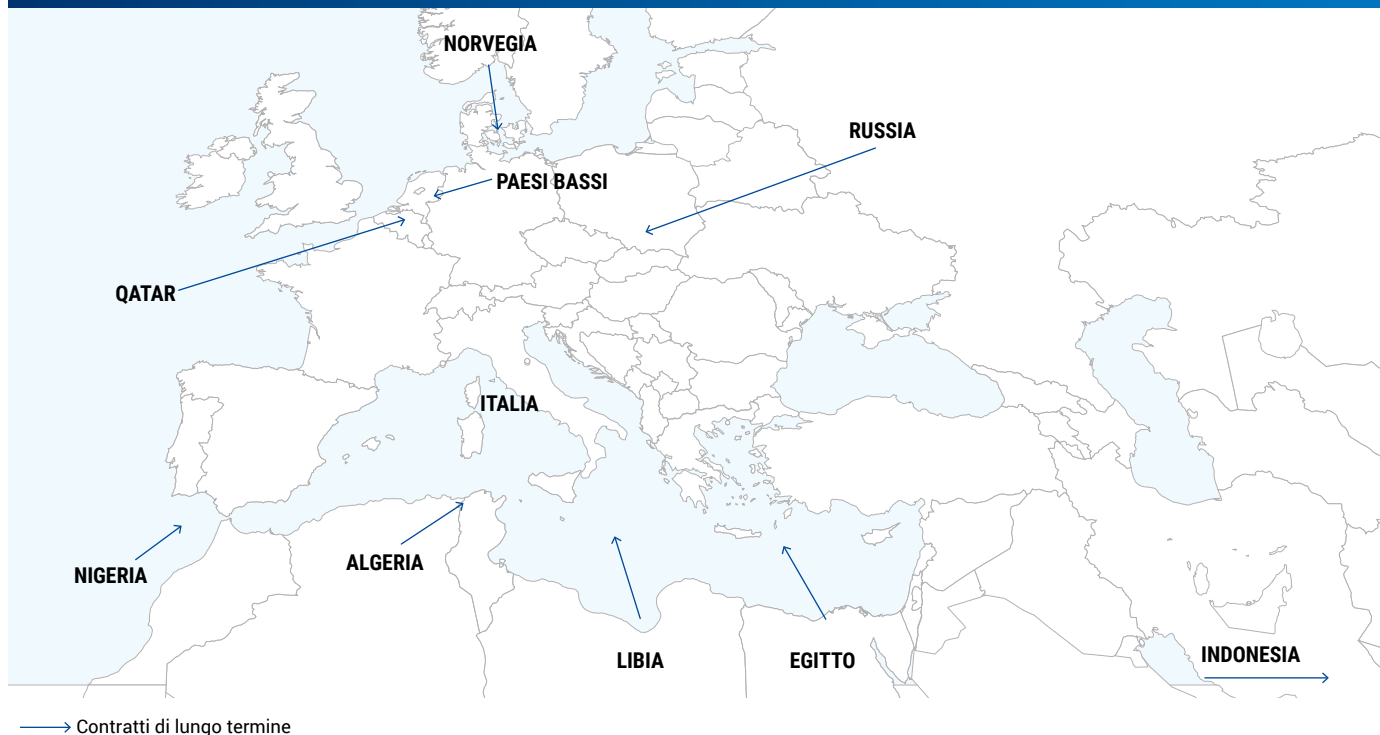 NORVEGIA
RUSSIA
PAESI BASSI
QATAR
ITALIA
ALGERIA
NIGERIA
LIBIA
EGITTO
INDONESIA
Contratti di lungo termine